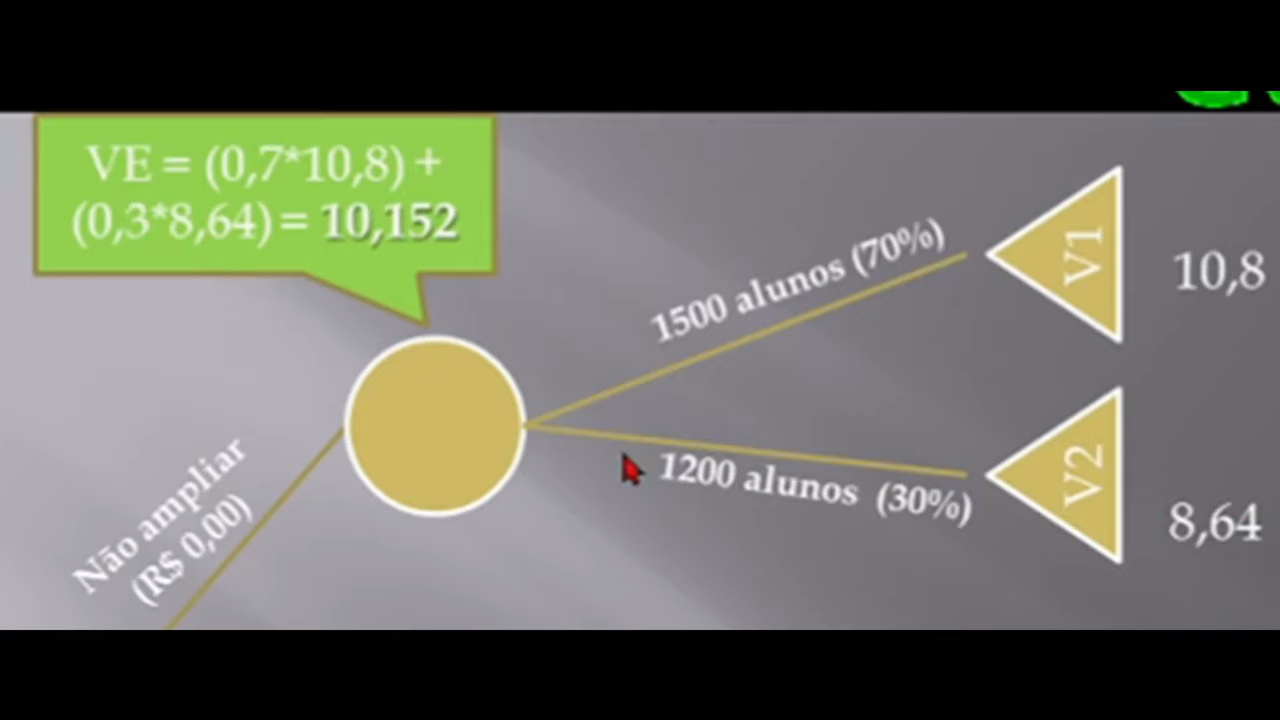 VE = (0,7*10,8) +
(0,3*8,64) = 10,152
1500 alunos (70%)
V1
10,8
1200 alunos (30%)
V2
8,64
Não ampliar
(R$ 0,00)